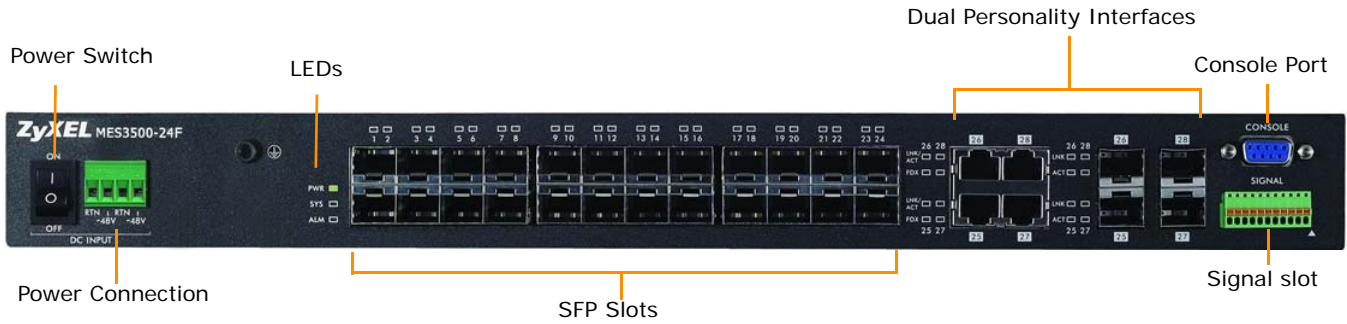 Dual Personality Interfaces
Power Switch
LEDs
Console Port
ZyXEL MES3500-24F
ON
OFF
RTN -48V RTN -48V
DC INPUT
PWR
SYS
ALM
1 2 3 4 5 6 7 8 9 10 11 12 13 14 15 16 17 18 19 20 21 22 23 24
26 28
LNK/ACT
FDX
LNK/ACT
FDX
25 27
26 28
25 27
26 28
LNK
ACT
LNK
ACT
25 27
26 28
25 27
CONSOLE
SIGNAL
Power Connection
SFP Slots
Signal slot